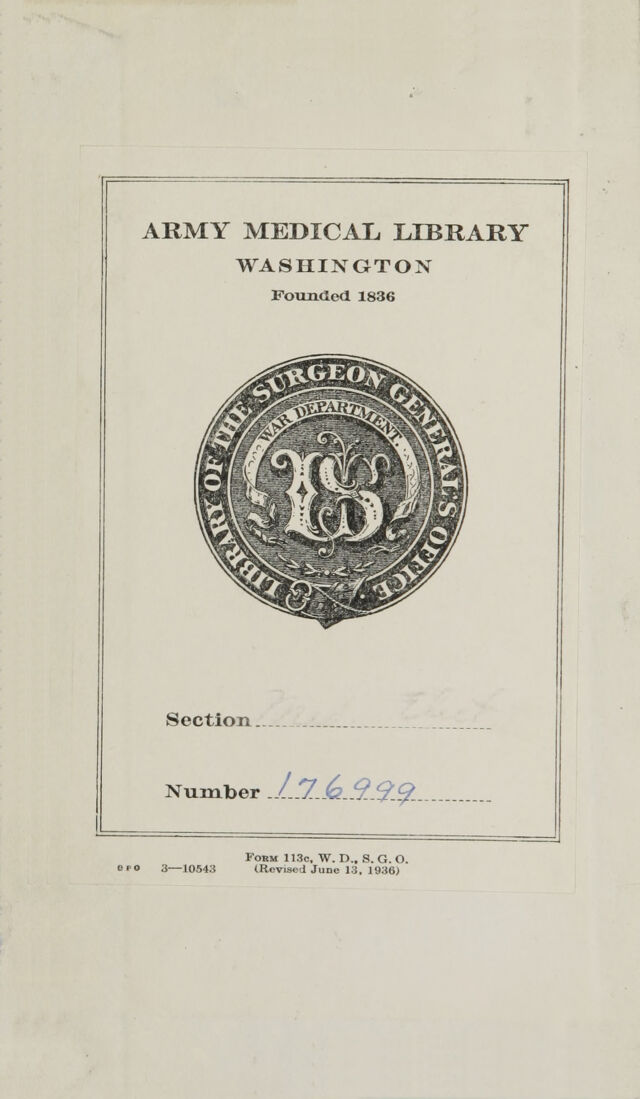 ARMY MEDICAL LIBRARY
WASHINGTON
Founded 1836
LIBRARY OF THE SURGEON GENERAL'S OFFICE
WAR DEPARTMENT.
LS
Section
Number 176999
FORM 113c, W. D., S. G. O.
GPO 3—10543 (Revised June 13, 1936)